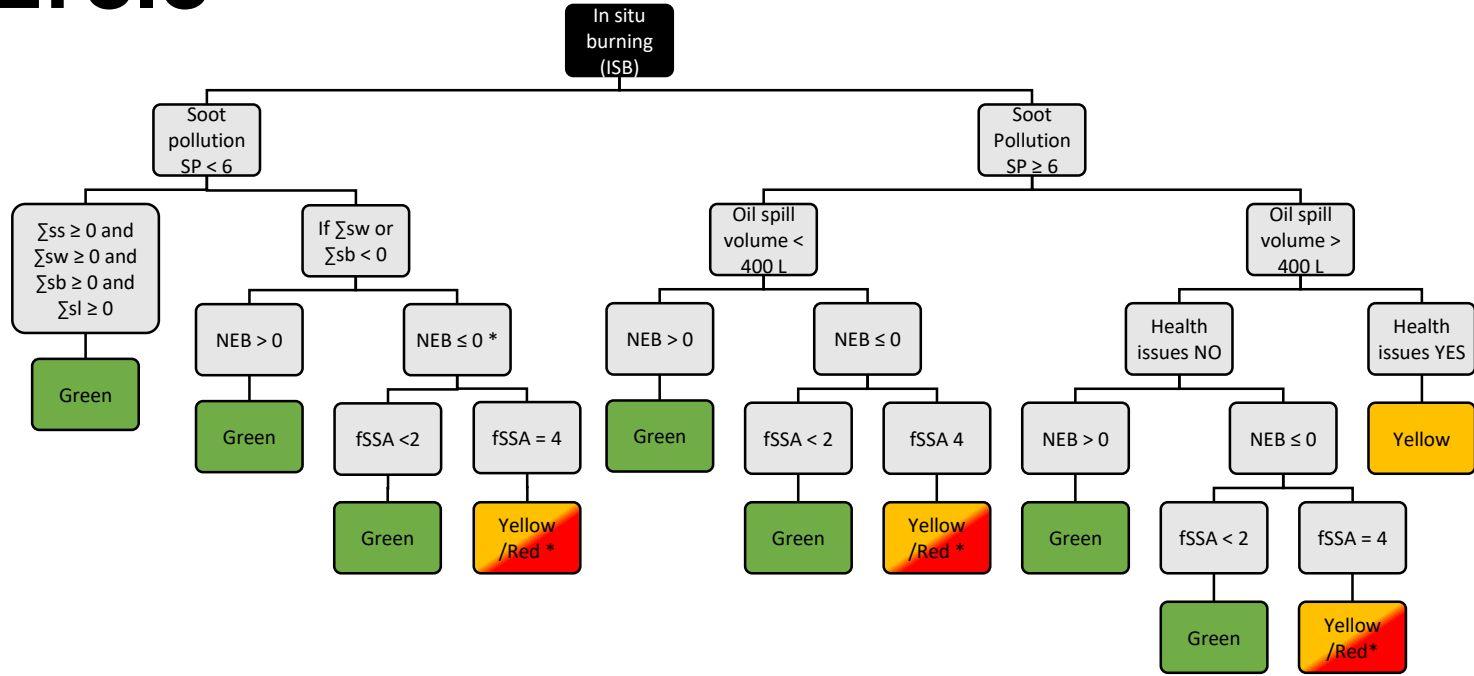 In situ
burning
(ISB)
Soot
pollution
SP < 6
Soot
Pollution
SP ≥ 6
∑ss ≥ 0 and
∑sw ≥ 0 and
∑sb ≥ 0 and
∑sl ≥ 0
If ∑sw or
∑sb < 0
Oil spill
volume <
400 L
Oil spill
volume >
400 L
NEB > 0
NEB ≤ 0 *
NEB > 0
NEB ≤ 0
Health
issues NO
Health
issues YES
Green
Green
fSSA <2
fSSA = 4
Green
fSSA < 2
fSSA 4
NEB > 0
NEB ≤ 0
Yellow
Green
Yellow
/Red *
Green
Yellow
/Red *
Green
fSSA < 2
fSSA = 4
Green
Yellow
/Red*